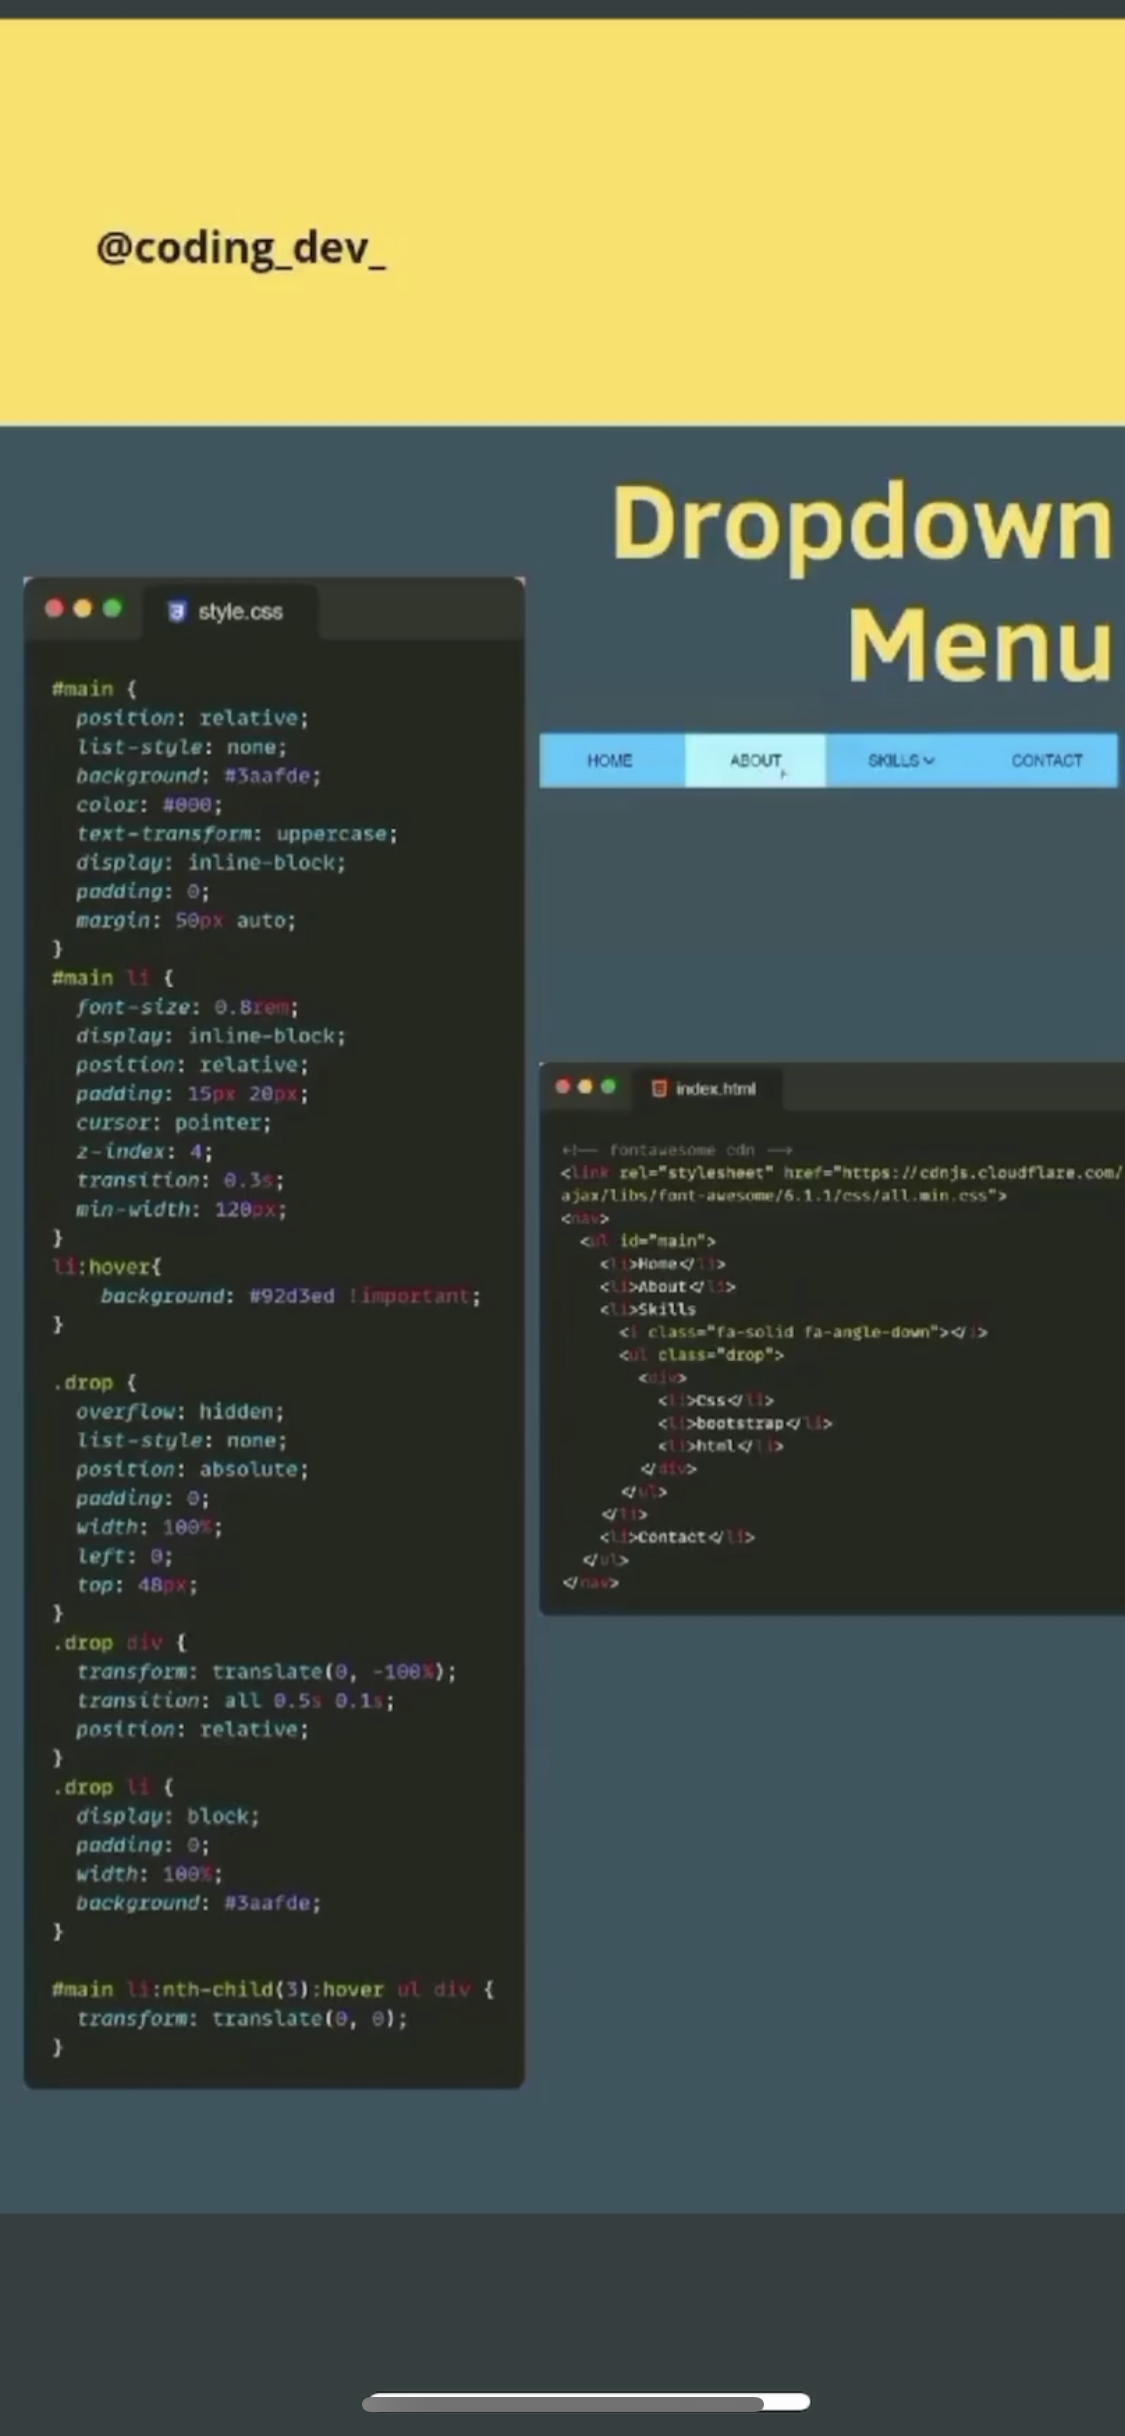 @coding_dev_
Dropdown
Menu
style.css
#main {
position: relative;
list-style: none;
background: #3aafde;
color: #000;
text-transform: uppercase;
display: inline-block;
padding: 0;
margin: 50px auto;
}
#main li {
font-size: 0.8rem;
display: inline-block;
position: relative;
padding: 15px 20px;
cursor: pointer;
z-index: 4;
transition: 0.3s;
min-width: 120px;
}
li:hover{
background: #92d3ed !important;
}
.drop {
overflow: hidden;
list-style: none;
position: absolute;
padding: 0;
width: 100%;
left: 0;
top: 48px;
}
.drop div {
transform: translate(0, -100%);
transition: all 0.5s 0.1s;
position: relative;
}
.drop li {
display: block;
padding: 0;
width: 100%;
background: #3aafde;
}
#main li:nth-child(3):hover ul div {
transform: translate(0, 0);
}
HOME ABOUT SKILLS CONTACT
index.html
<!-- fontawesome cdn -->
<link rel="stylesheet" href="https://cdnjs.cloudflare.com/
ajax/libs/font-awesome/6.1.1/css/all.min.css">
<nav>
<ul id="main">
<li>Home</li>
<li>About</li>
<li>Skills
<i class="fa-solid fa-angle-down"></i>
<ul class="drop">
<div>
<li>Css</li>
<li>bootstrap</li>
<li>html</li>
</div>
</ul>
</li>
<li>Contact</li>
</ul>
</nav>